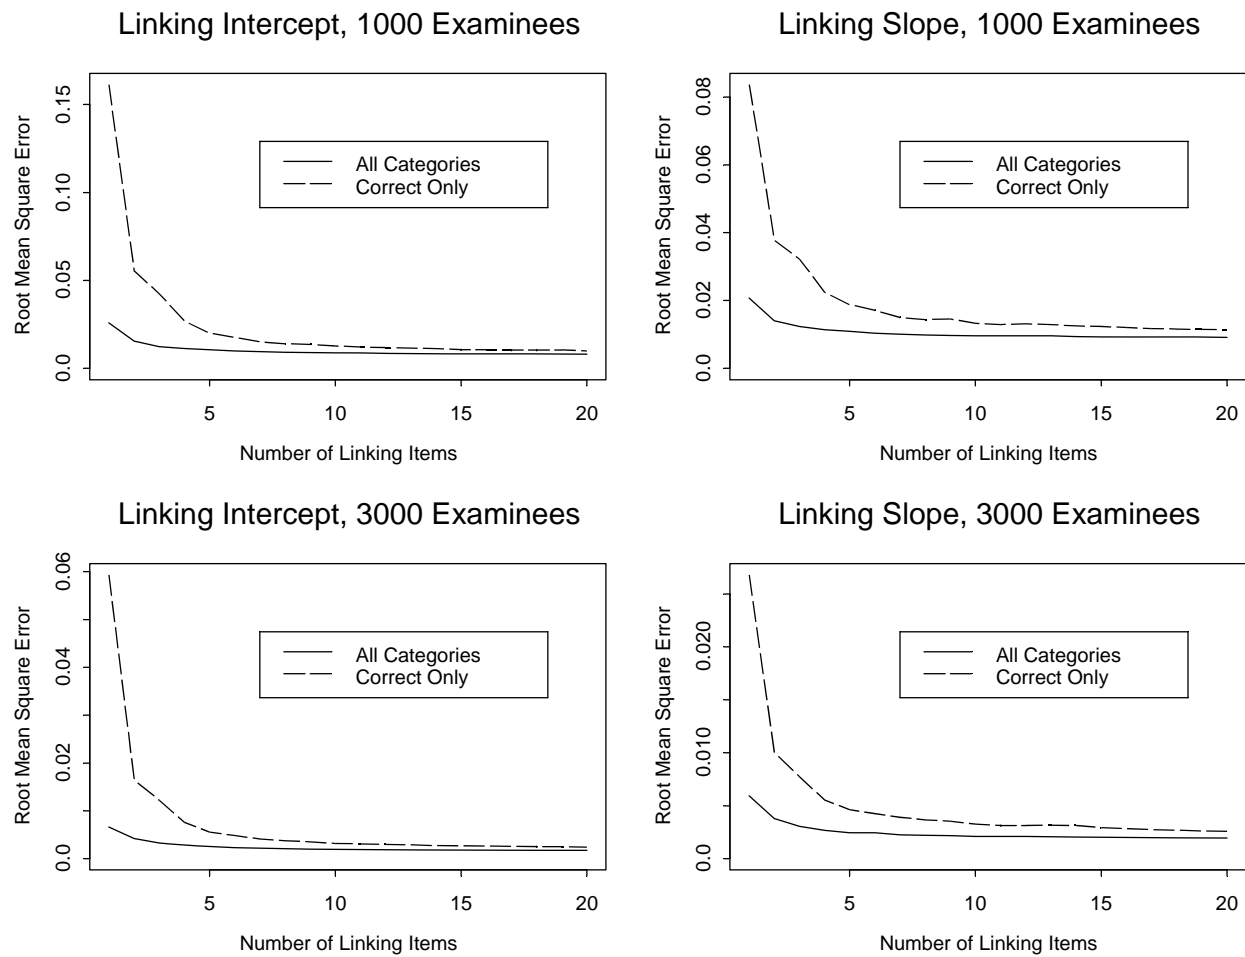 Linking Intercept, 1000 Examinees
Root Mean Square Error
0.15
0.10
0.05
0.0
All Categories
Correct Only
5 10 15 20
Number of Linking Items
Linking Slope, 1000 Examinees
Root Mean Square Error
0.08
0.06
0.04
0.02
0.0
All Categories
Correct Only
5 10 15 20
Number of Linking Items
Linking Intercept, 3000 Examinees
Root Mean Square Error
0.06
0.04
0.02
0.0
All Categories
Correct Only
5 10 15 20
Number of Linking Items
Linking Slope, 3000 Examinees
Root Mean Square Error
0.020
0.010
0.0
All Categories
Correct Only
5 10 15 20
Number of Linking Items